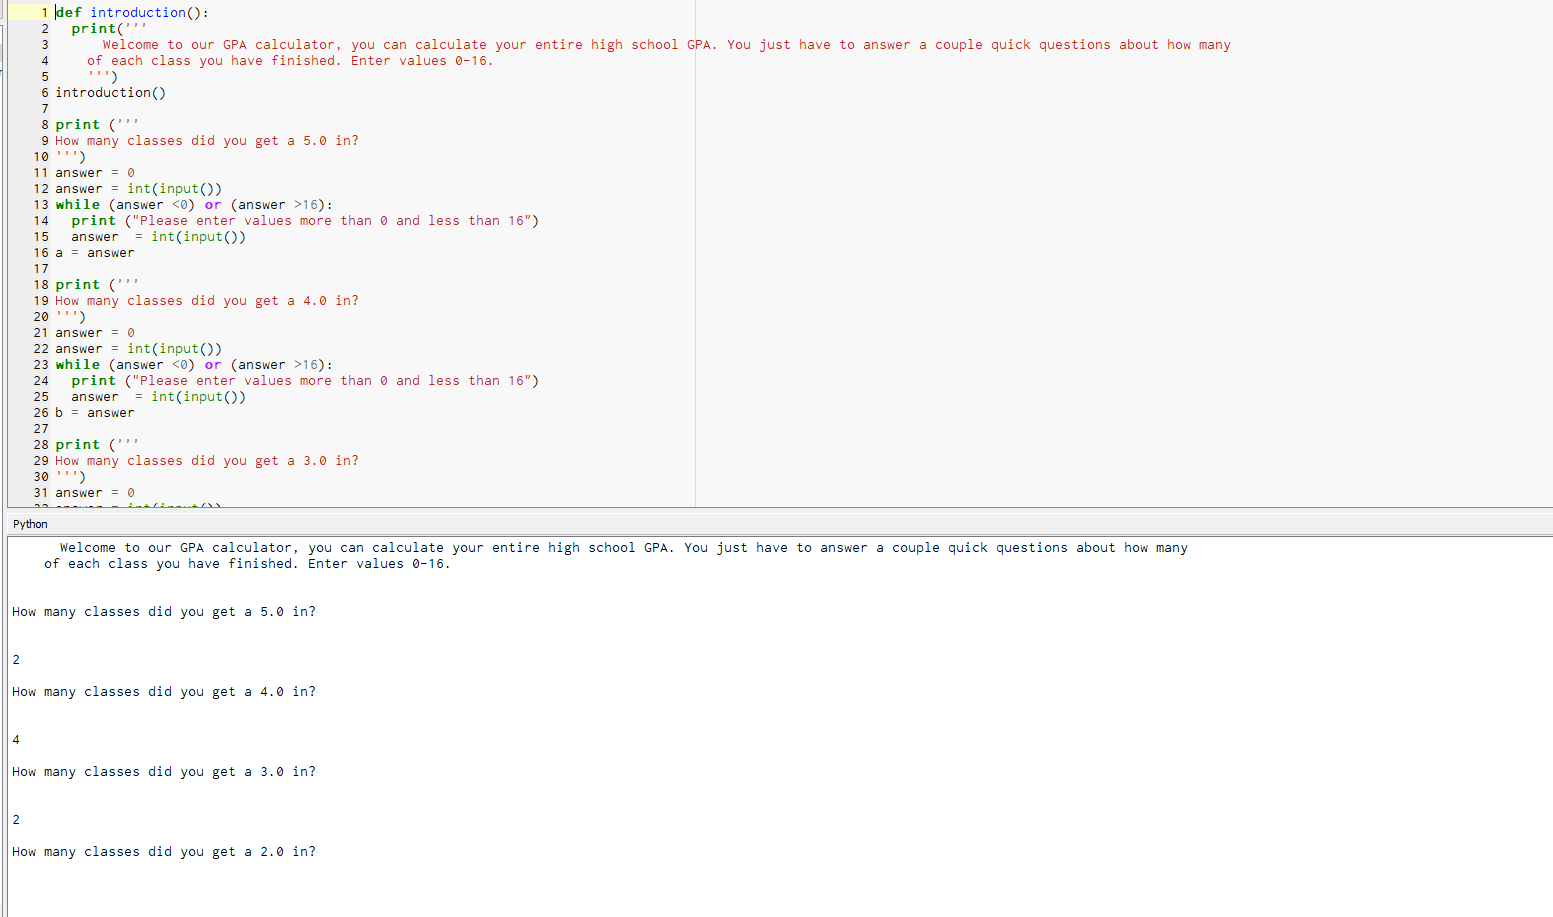 1 def introduction():
2   print('''
3       Welcome to our GPA calculator, you can calculate your entire high school GPA. You just have to answer a couple quick questions about how many
4     of each class you have finished. Enter values 0-16.
5     ''')
6 introduction()
7
8 print ('''
9 How many classes did you get a 5.0 in?
10 ''')
11 answer = 0
12 answer = int(input())
13 while (answer <0) or (answer >16):
14   print ("Please enter values more than 0 and less than 16")
15   answer  = int(input())
16 a = answer
17
18 print ('''
19 How many classes did you get a 4.0 in?
20 ''')
21 answer = 0
22 answer = int(input())
23 while (answer <0) or (answer >16):
24   print ("Please enter values more than 0 and less than 16")
25   answer  = int(input())
26 b = answer
27
28 print ('''
29 How many classes did you get a 3.0 in?
30 ''')
31 answer = 0
Python
      Welcome to our GPA calculator, you can calculate your entire high school GPA. You just have to answer a couple quick questions about how many
    of each class you have finished. Enter values 0-16.
How many classes did you get a 5.0 in?
2
How many classes did you get a 4.0 in?
4
How many classes did you get a 3.0 in?
2
How many classes did you get a 2.0 in?